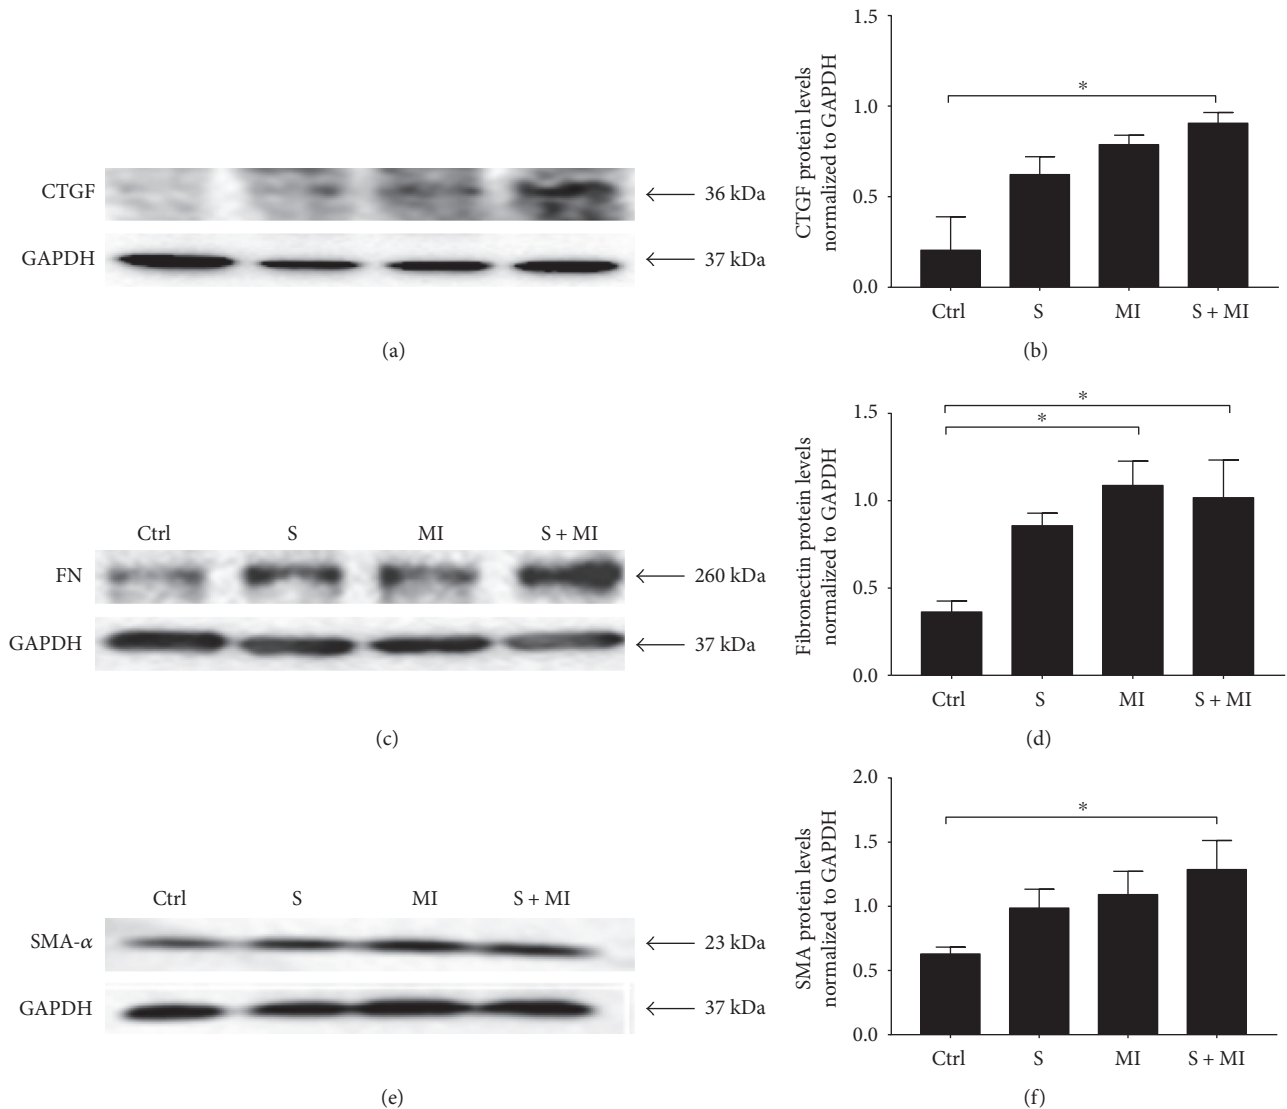 CTGF
36 kDa
GAPDH
37 kDa
(a)
CTGF protein levels
normalized to GAPDH
1.5
1.0
0.5
0.0
*
Ctrl S MI S + MI
(b)
Ctrl S MI S + MI
FN
260 kDa
GAPDH
37 kDa
(c)
Fibronectin protein levels
normalized to GAPDH
1.5
1.0
0.5
0.0
*
*
Ctrl S MI S + MI
(d)
Ctrl S MI S + MI
SMA-α
23 kDa
GAPDH
37 kDa
(e)
SMA protein levels
normalized to GAPDH
2.0
1.5
1.0
0.5
0.0
*
Ctrl S MI S + MI
(f)